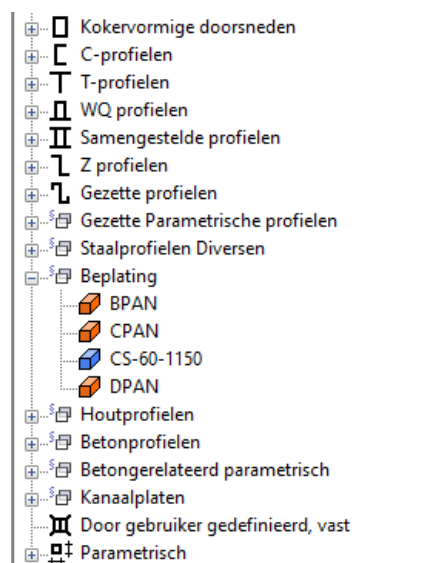 Kokervormige doorsneden
C-profielen
T-profielen
WQ profielen
Samengestelde profielen
Z profielen
Gezette profielen
§ Gezette Parametrische profielen
§ Staalprofielen Diversen
§ Beplating
BPAN
CPAN
CS-60-1150
DPAN
§ Houtprofielen
§ Betonprofielen
§ Betongerelateerd parametrisch
§ Kanaalplaten
Door gebruiker gedefinieerd, vast
Parametrisch